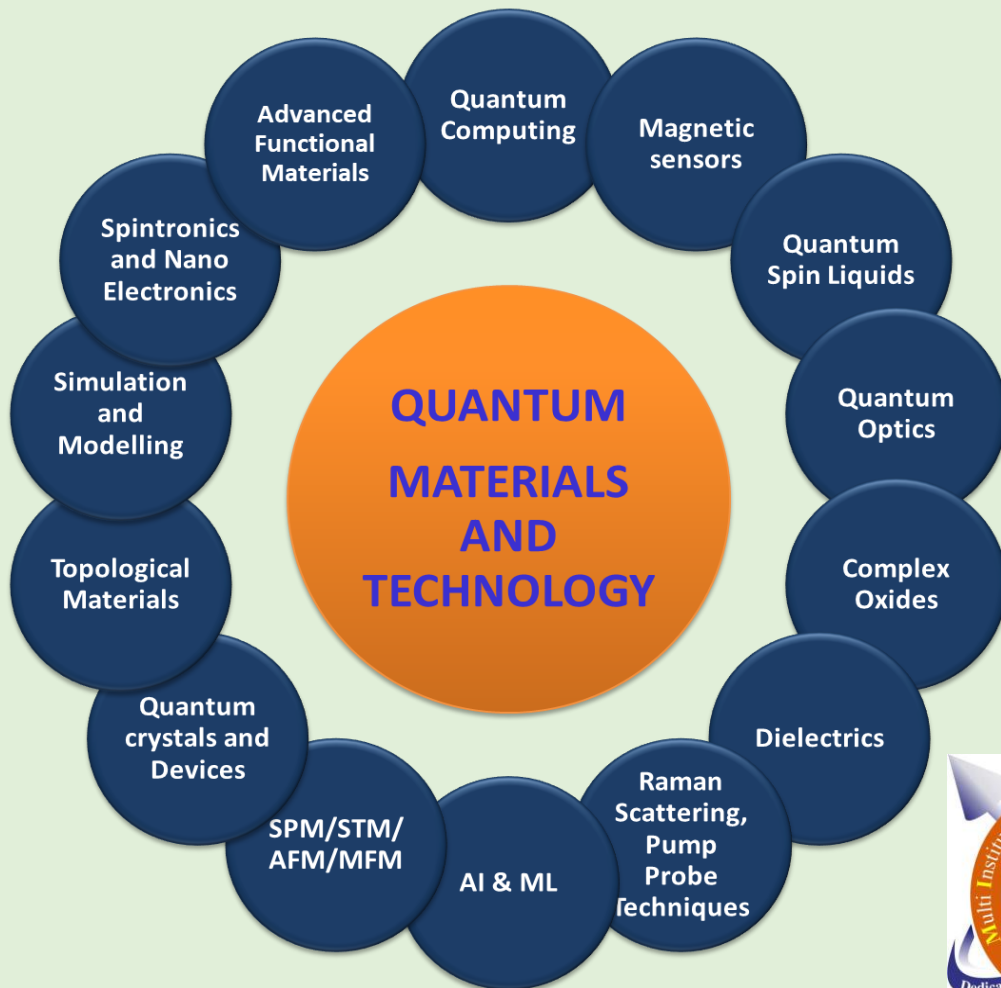 Quantum
Computing
Magnetic
sensors
Quantum
Spin Liquids
Quantum
Optics
Complex
Oxides
Dielectrics
Raman
Scattering,
Pump
Probe
Techniques
AI & ML
SPM/STM/
AFM/MFM
Quantum
crystals and
Devices
Topological
Materials
Simulation
and
Modelling
Spintronics
and Nano
Electronics
Advanced
Functional
Materials
QUANTUM
MATERIALS
AND
TECHNOLOGY
Multi